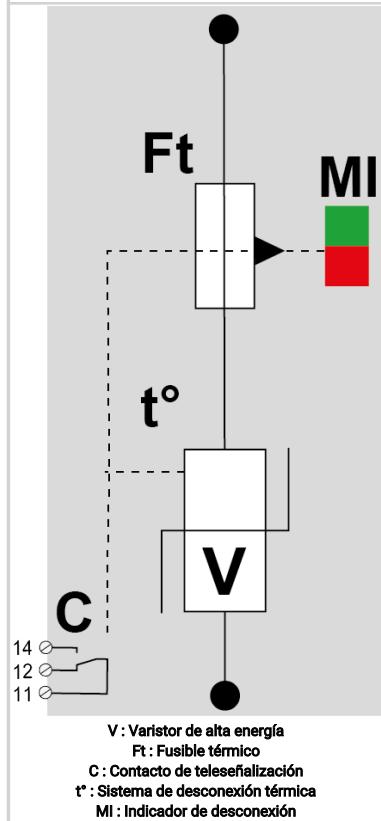 Ft
MI
t°
V
C
14
12
11
V : Varistor de alta energía
Ft : Fusible térmico
C : Contacto de teleseñalización
t° : Sistema de desconexión térmica
MI : Indicador de desconexión